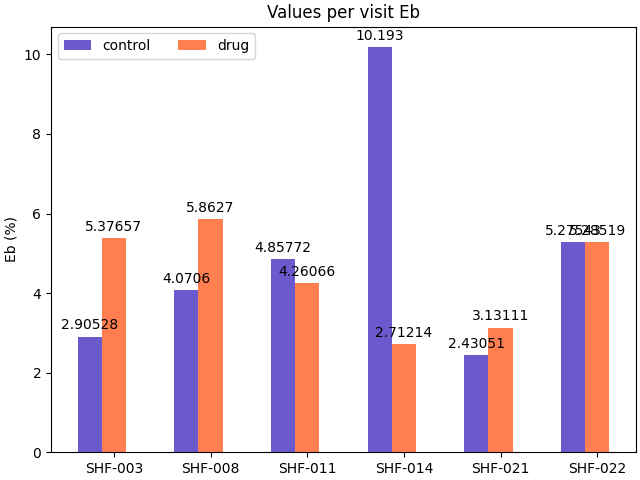 Values per visit Eb
control
drug
Eb (%)
10
8
6
4
2
0
2.90528
5.37657
4.0706
5.8627
4.85772
4.26066
10.193
2.71214
2.43051
3.13111
5.28519
SHF-003
SHF-008
SHF-011
SHF-014
SHF-021
SHF-022